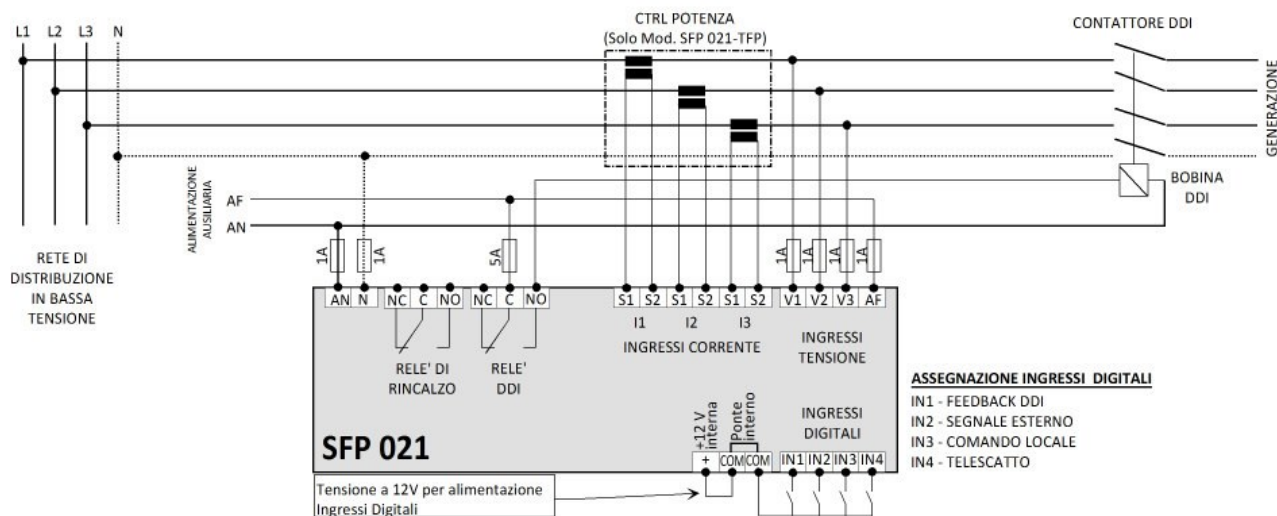 CTRL POTENZA
(Solo Mod. SFP 021-TFP)
CONTATTORE DDI
L1 L2 L3 N
GENERAZIONE
BOBINA
DDI
ALIMENTAZIONE
AUSILIARIA
AF
AN
RETE DI
DISTRIBUZIONE
IN BASSA
TENSIONE
1A 1A 5A 1A 1A 1A 1A
AN N NC C NO NC C NO S1 S2 S1 S2 S1 S2 V1 V2 V3 AF
I1 I2 I3
INGRESSI CORRENTE
INGRESSI
TENSIONE
RELE' DI
RINCALZO
RELE'
DDI
SFP 021
+12 V
interna
Ponte
interno
INGRESSI
DIGITALI
+ COM COM IN1 IN2 IN3 IN4
Tensione a 12V per alimentazione
Ingressi Digitali
ASSEGNAZIONE INGRESSI DIGITALI
IN1 - FEEDBACK DDI
IN2 - SEGNALE ESTERNO
IN3 - COMANDO LOCALE
IN4 - TELESCATTO